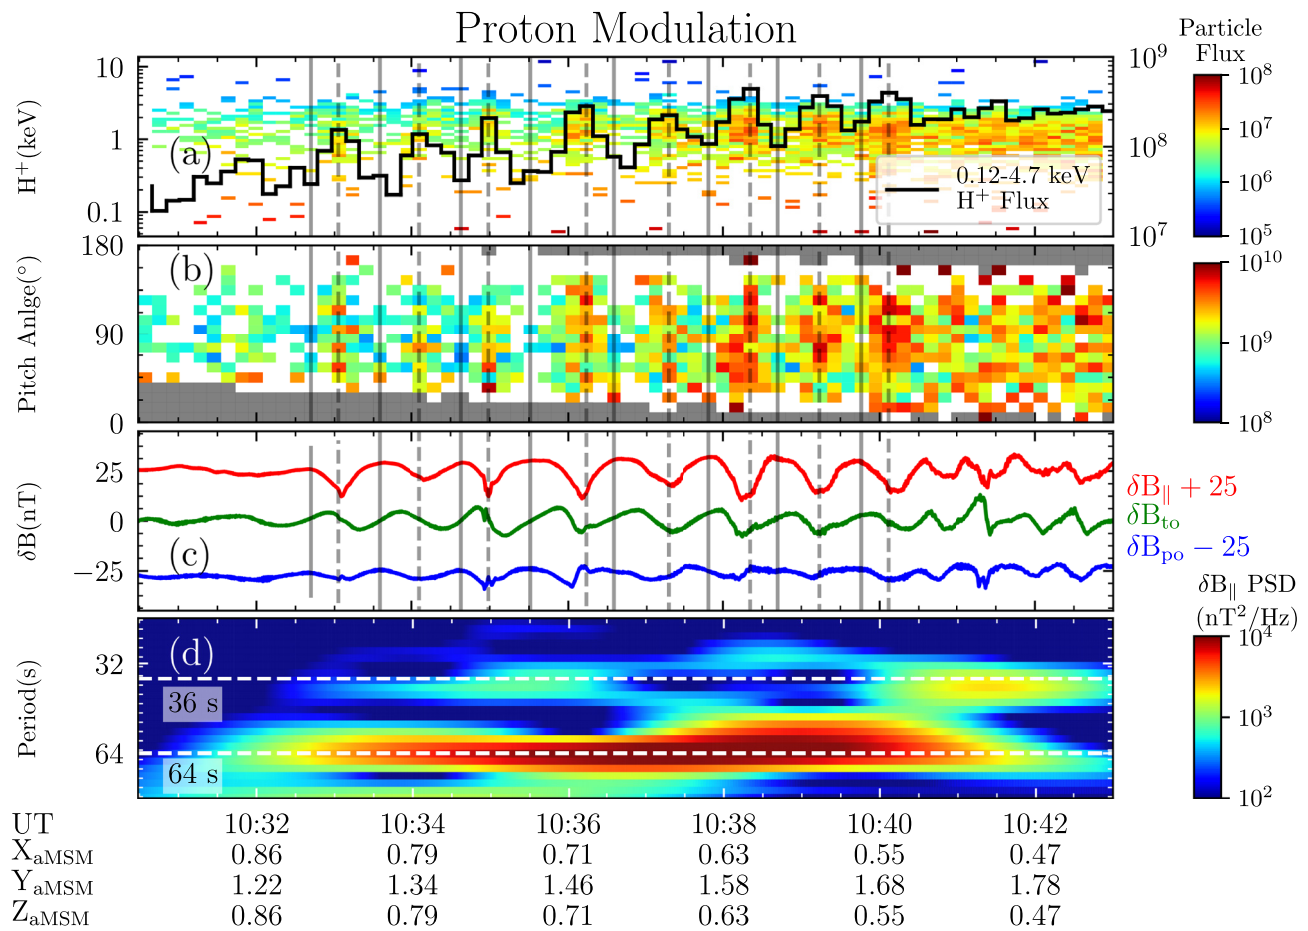 Proton Modulation
Particle
Flux
H⁺(keV)
10
1
0.1
(a)
0.12-4.7 keV
H⁺ Flux
10⁹
10⁸
10⁷
10⁸
10⁷
10⁶
10⁵
Pitch Anlge(°)
180
90
0
(b)
10¹⁰
10⁹
10⁸
δB(nT)
25
0
−25
(c)
δB∥ + 25
δBto
δBpo − 25
δB∥ PSD
(nT²/Hz)
Period(s)
32
64
(d)
36 s
64 s
10⁴
10³
10²
UT 10:32 10:34 10:36 10:38 10:40 10:42
XaMSM 0.86 0.79 0.71 0.63 0.55 0.47
YaMSM 1.22 1.34 1.46 1.58 1.68 1.78
ZaMSM 0.86 0.79 0.71 0.63 0.55 0.47